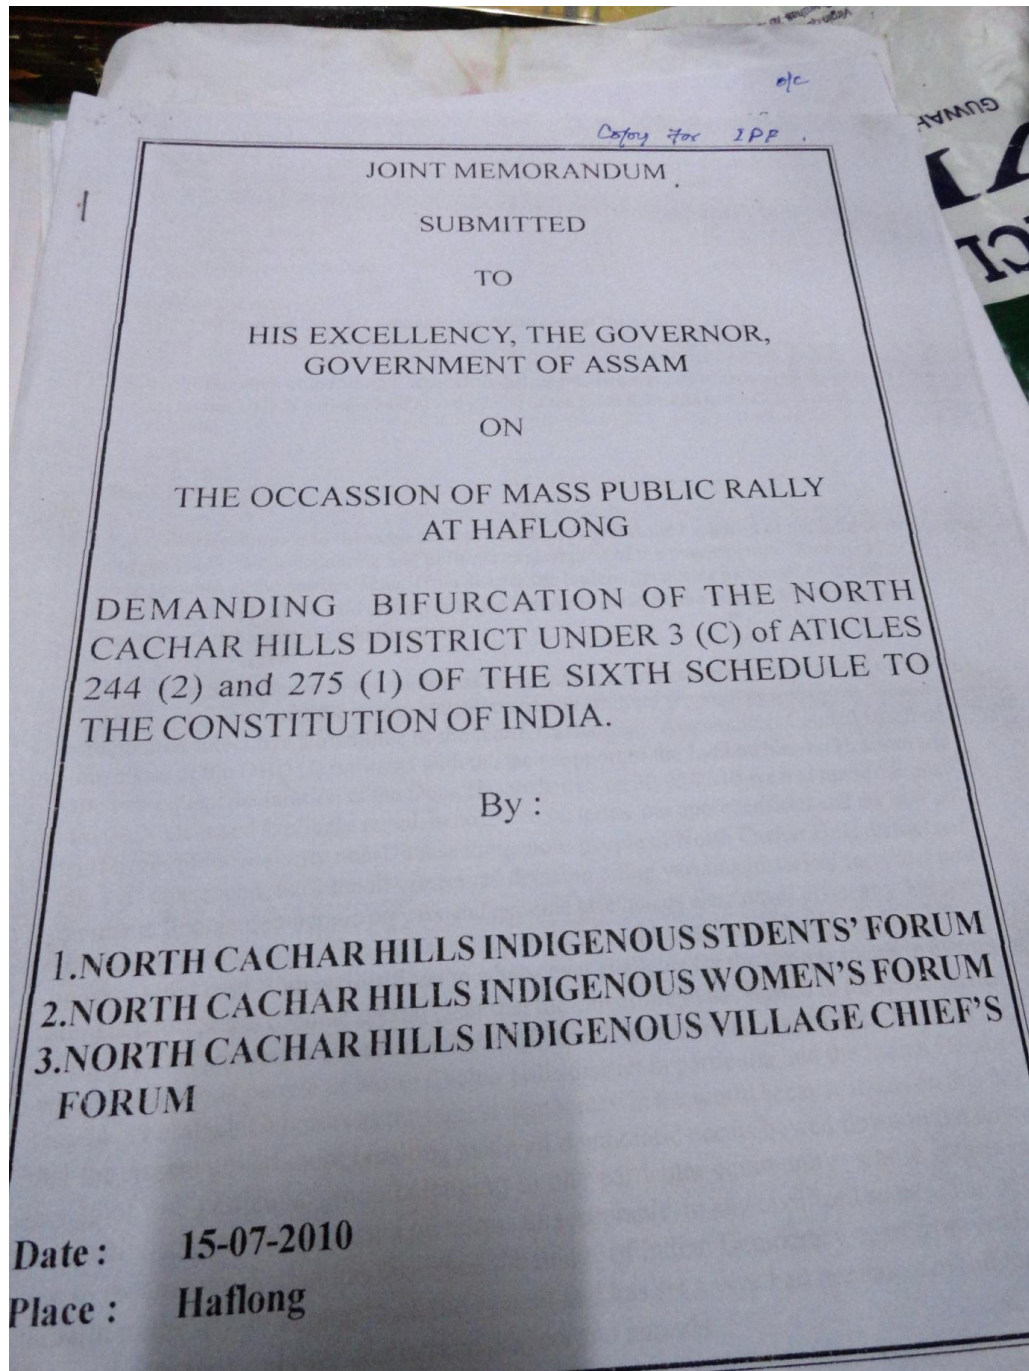 o/c
Copy For IPF.
GUWAH
JOINT MEMORANDUM
SUBMITTED
TO
HIS EXCELLENCY, THE GOVERNOR,
GOVERNMENT OF ASSAM
ON
THE OCCASSION OF MASS PUBLIC RALLY
AT HAFLONG
DEMANDING BIFURCATION OF THE NORTH
CACHAR HILLS DISTRICT UNDER 3 (C) of ATICLES
244 (2) and 275 (1) OF THE SIXTH SCHEDULE TO
THE CONSTITUTION OF INDIA.
By :
1.NORTH CACHAR HILLS INDIGENOUS STDENTS' FORUM
2.NORTH CACHAR HILLS INDIGENOUS WOMEN'S FORUM
3.NORTH CACHAR HILLS INDIGENOUS VILLAGE CHIEF'S
FORUM
Date : 15-07-2010
Place : Haflong